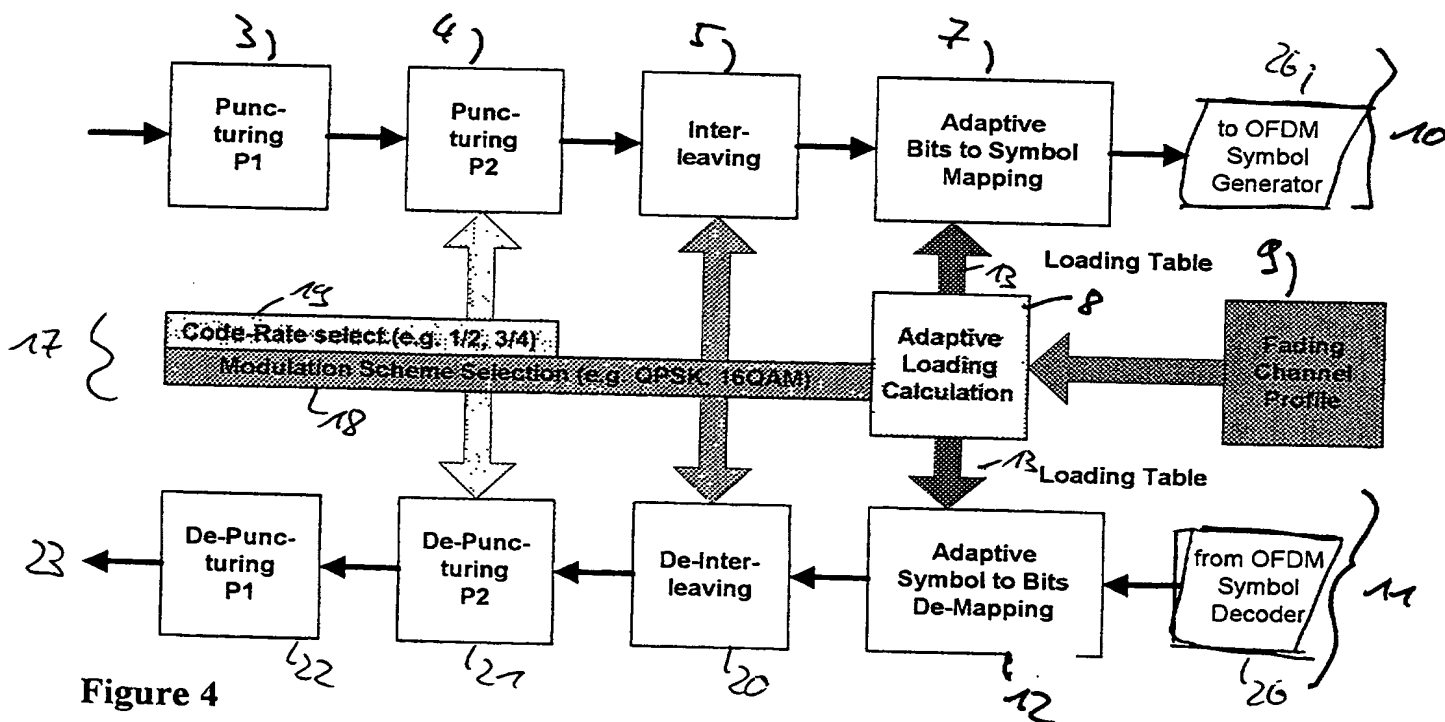 3)
4)
5)
7)
26,
Punc-
turing
P1
Punc-
turing
P2
Inter-
leaving
Adaptive
Bits to Symbol
Mapping
to OFDM
Symbol
Generator
10
13
Loading Table
9)
19
8
17
Code-Rate select (e.g. 1/2, 3/4)
Modulation Scheme Selection (e.g. QPSK, 16QAM)
18
Adaptive
Loading
Calculation
Fading
Channel
Profile
13
Loading Table
23
De-Punc-
turing
P1
De-Punc-
turing
P2
De-Inter-
leaving
Adaptive
Symbol to Bits
De-Mapping
from OFDM
Symbol
Decoder
11
22
21
20
12
26
Figure 4